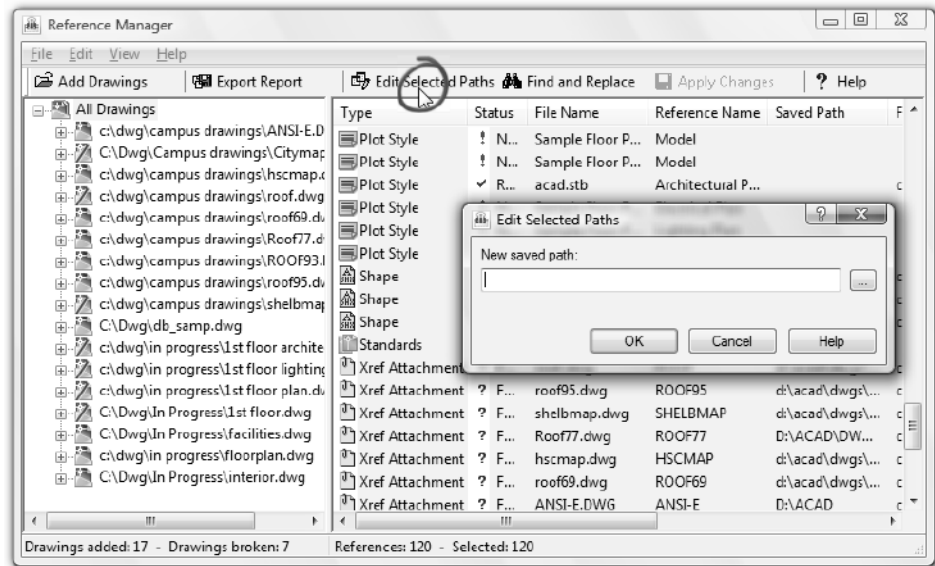 Reference Manager
File Edit View Help
Add Drawings Export Report Edit Selected Paths Find and Replace Apply Changes ? Help
All Drawings
c:\dwg\campus drawings\ANSI-E.D
C:\Dwg\Campus drawings\Citymap
c:\dwg\campus drawings\hscmap.c
c:\dwg\campus drawings\roof.dwg
c:\dwg\campus drawings\roof69.d
c:\dwg\campus drawings\Roof77.d
c:\dwg\campus drawings\ROOF93.
c:\dwg\campus drawings\roof95.d
c:\dwg\campus drawings\shelbmap
C:\Dwg\db_samp.dwg
c:\dwg\in progress\1st floor archite
c:\dwg\in progress\1st floor lighting
c:\dwg\in progress\1st floor plan.d
C:\DWG\In Progress\1st floor.dwg
C:\Dwg\In Progress\facilities.dwg
c:\dwg\in progress\floorplan.dwg
C:\Dwg\In Progress\interior.dwg
Type Status File Name Reference Name Saved Path F
Plot Style ! N... Sample Floor P... Model
Plot Style ! N... Sample Floor P... Model
Plot Style R... acad.stb Architectural P... c
Plot Style
Plot Style
Plot Style
Shape
Shape
Shape
Standards
Xref Attachment
Xref Attachment ? F... roof95.dwg ROOF95 d:\acad\dwgs\... c
Xref Attachment ? F... shelbmap.dwg SHELBMAP d:\acad\dwgs\... c
Xref Attachment ? F... Roof77.dwg ROOF77 D:\ACAD\DW... c
Xref Attachment ? F... hscmap.dwg HSCMAP d:\acad\dwgs\... c
Xref Attachment ? F... roof69.dwg ROOF69 d:\acad\dwgs\... c
Xref Attachment ? F... ANSI-E.DWG ANSI-E D:\ACAD c
Edit Selected Paths
New saved path:
...
OK Cancel Help
Drawings added: 17 - Drawings broken: 7 References: 120 - Selected: 120